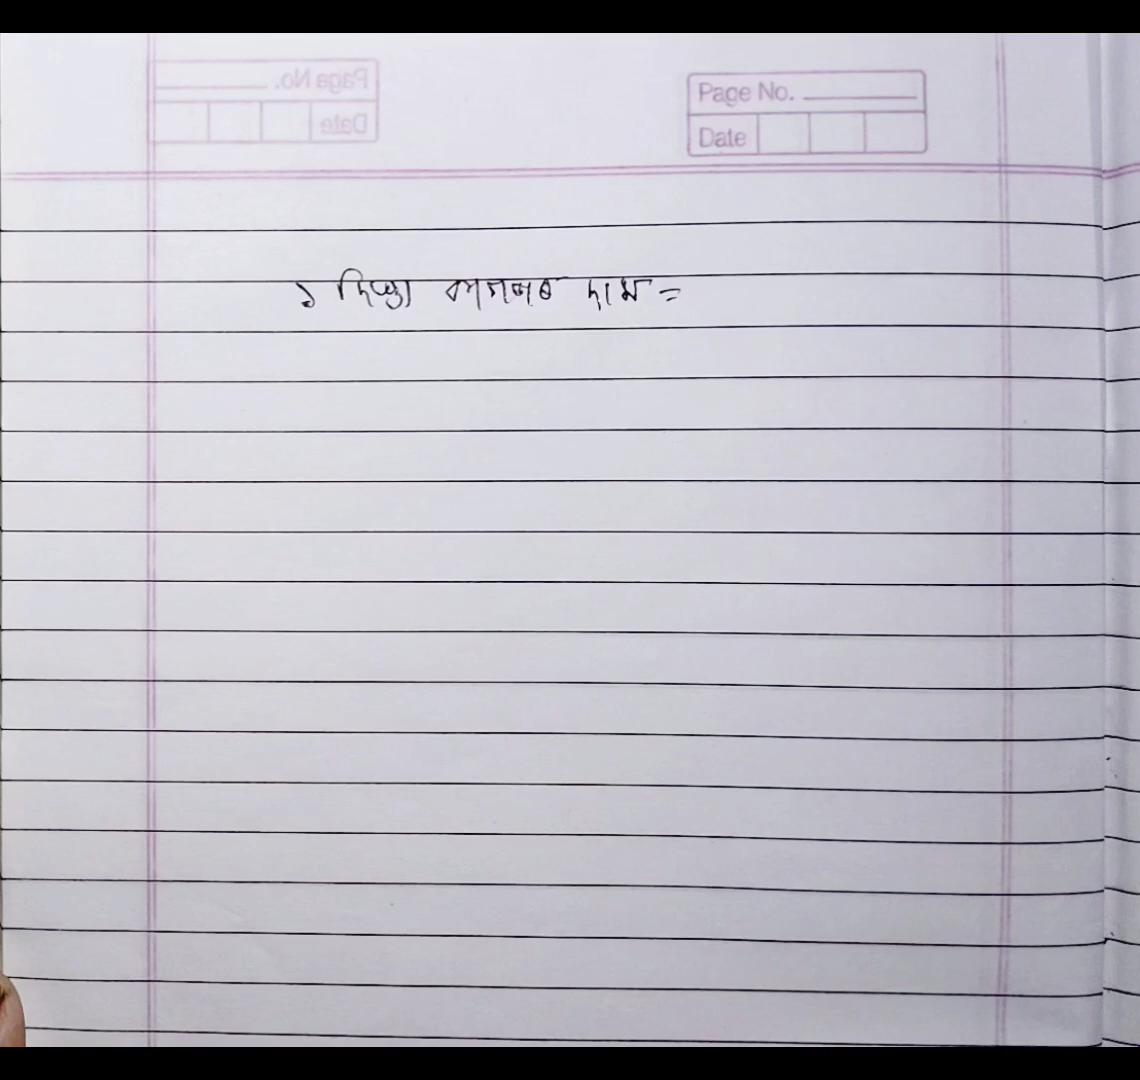 Page No.
Date
১ দিস্তা কাগজৰ দাম =